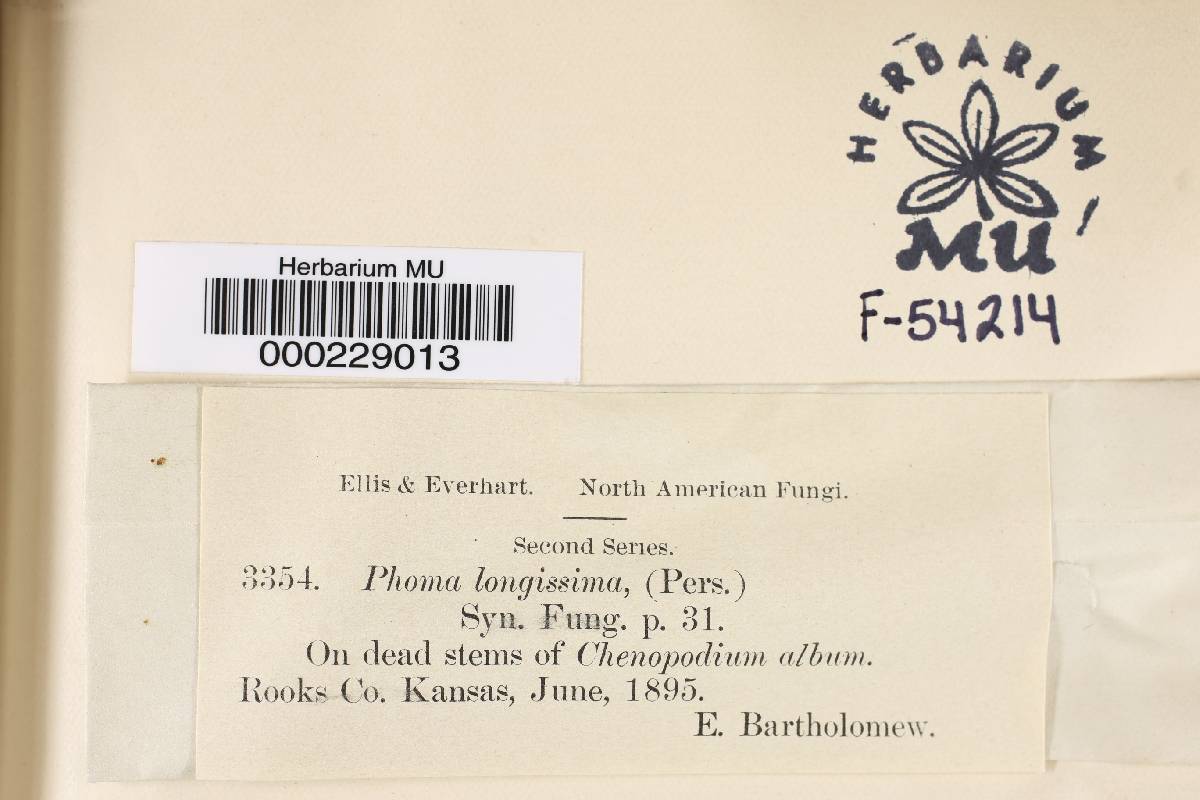 HERBARIUM
MU
F-54214
Herbarium MU
000229013
Ellis & Everhart. North American Fungi.
Second Series.
3354. Phoma longissima, (Pers.)
Syn. Fung. p. 31.
On dead stems of Chenopodium album.
Rooks Co. Kansas, June, 1895.
E. Bartholomew.